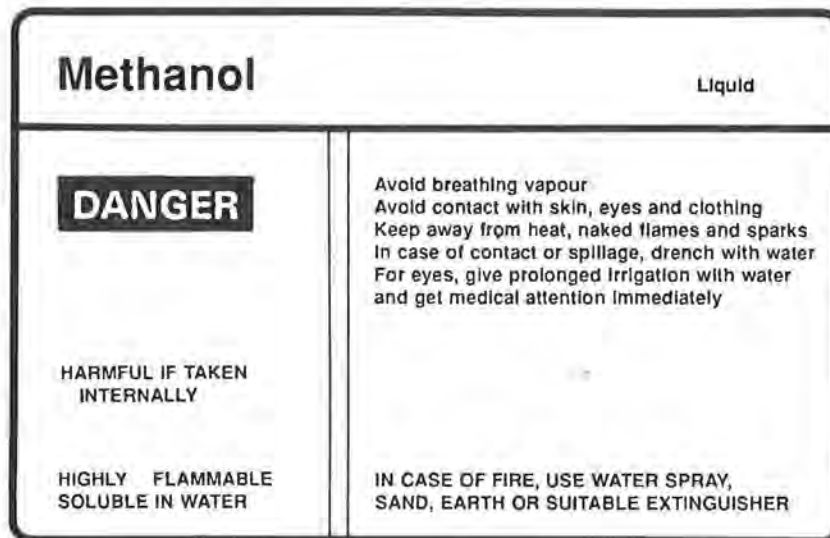 Methanol
Liquid
DANGER
HARMFUL IF TAKEN
INTERNALLY
HIGHLY FLAMMABLE
SOLUBLE IN WATER
Avoid breathing vapour
Avoid contact with skin, eyes and clothing
Keep away from heat, naked flames and sparks
In case of contact or spillage, drench with water
For eyes, give prolonged irrigation with water
and get medical attention immediately
IN CASE OF FIRE, USE WATER SPRAY,
SAND, EARTH OR SUITABLE EXTINGUISHER